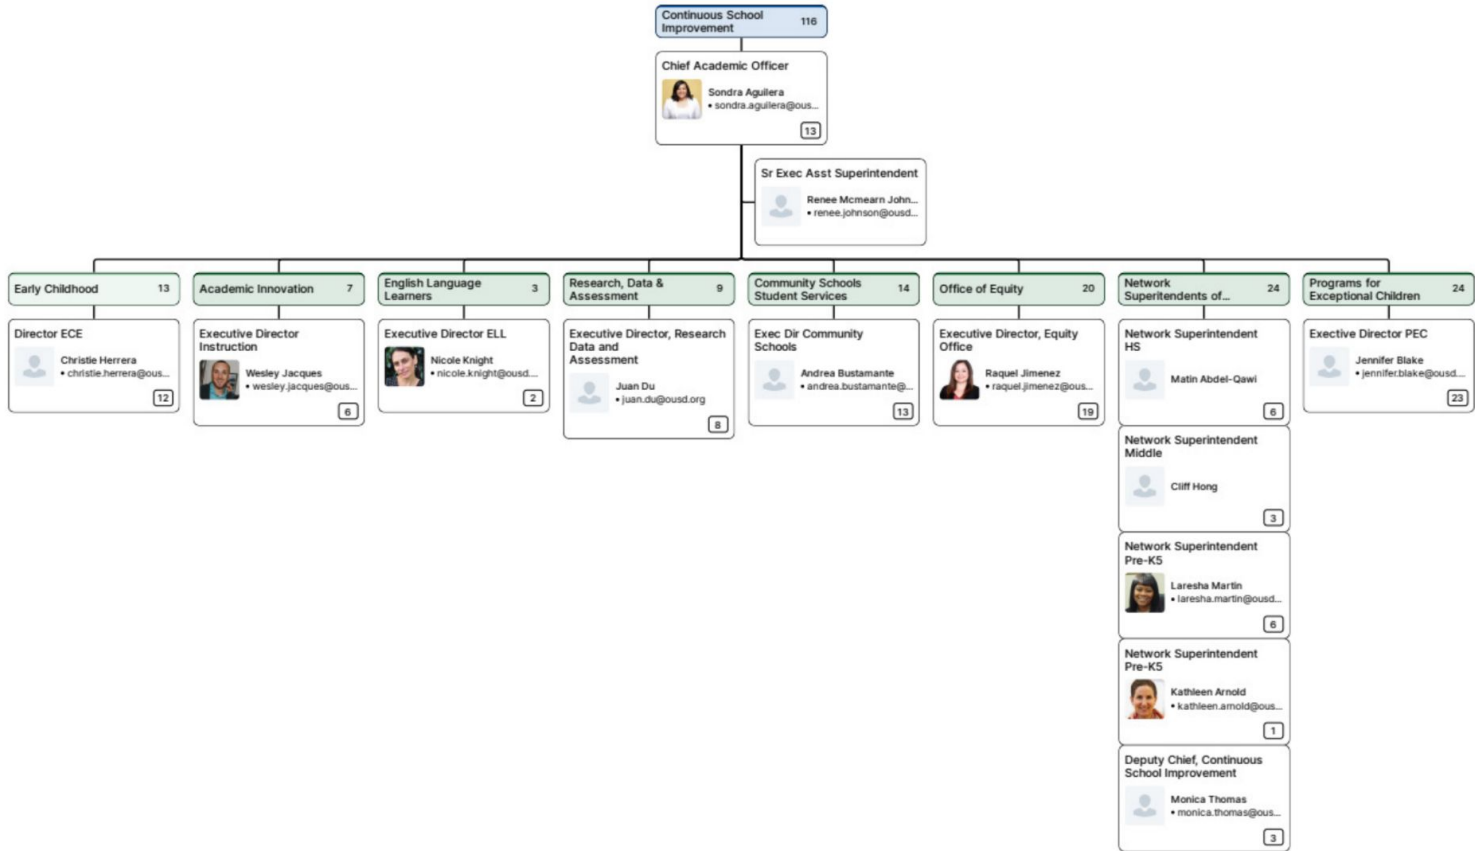 Continuous School
Improvement
116
Chief Academic Officer
Sondra Aguilera
• sondra.aguilera@ous...
13
Sr Exec Asst Superintendent
Renee Mcmearn John...
• renee.johnson@ousd...
Early Childhood
13
Director ECE
Christie Herrera
• christie.herrera@ous...
12
Academic Innovation
7
Executive Director
Instruction
Wesley Jacques
• wesley.jacques@ous...
6
English Language
Learners
3
Executive Director ELL
Nicole Knight
• nicole.knight@ousd....
2
Research, Data &
Assessment
9
Executive Director, Research
Data and
Assessment
Juan Du
• juan.du@ousd.org
8
Community Schools
Student Services
14
Exec Dir Community
Schools
Andrea Bustamante
• andrea.bustamante@...
13
Office of Equity
20
Executive Director, Equity
Office
Raquel Jimenez
• raquel.jimenez@ous...
19
Network
Superitendents of...
24
Network Superintendent
HS
Matin Abdel-Qawi
6
Network Superintendent
Middle
Cliff Hong
3
Network Superintendent
Pre-K5
Laresha Martin
• laresha.martin@ousd...
6
Network Superintendent
Pre-K5
Kathleen Arnold
• kathleen.arnold@ous...
1
Deputy Chief, Continuous
School Improvement
Monica Thomas
• monica.thomas@ous...
3
Programs for
Exceptional Children
24
Exective Director PEC
Jennifer Blake
• jennifer.blake@ousd....
23